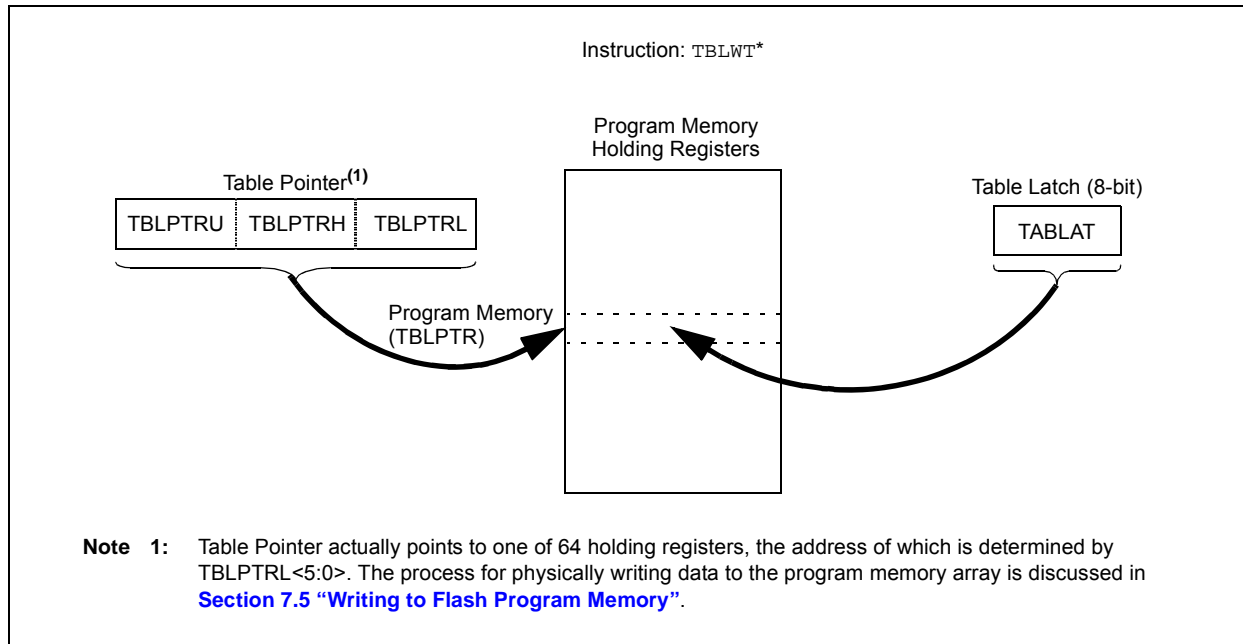 Instruction: TBLWT*
Program Memory
Holding Registers
Table Pointer(1)
Table Latch (8-bit)
TBLPTRU TBLPTRH TBLPTRL
TABLAT
Program Memory
(TBLPTR)
Note 1: Table Pointer actually points to one of 64 holding registers, the address of which is determined by
TBLPTRL<5:0>. The process for physically writing data to the program memory array is discussed in
Section 7.5 “Writing to Flash Program Memory”.